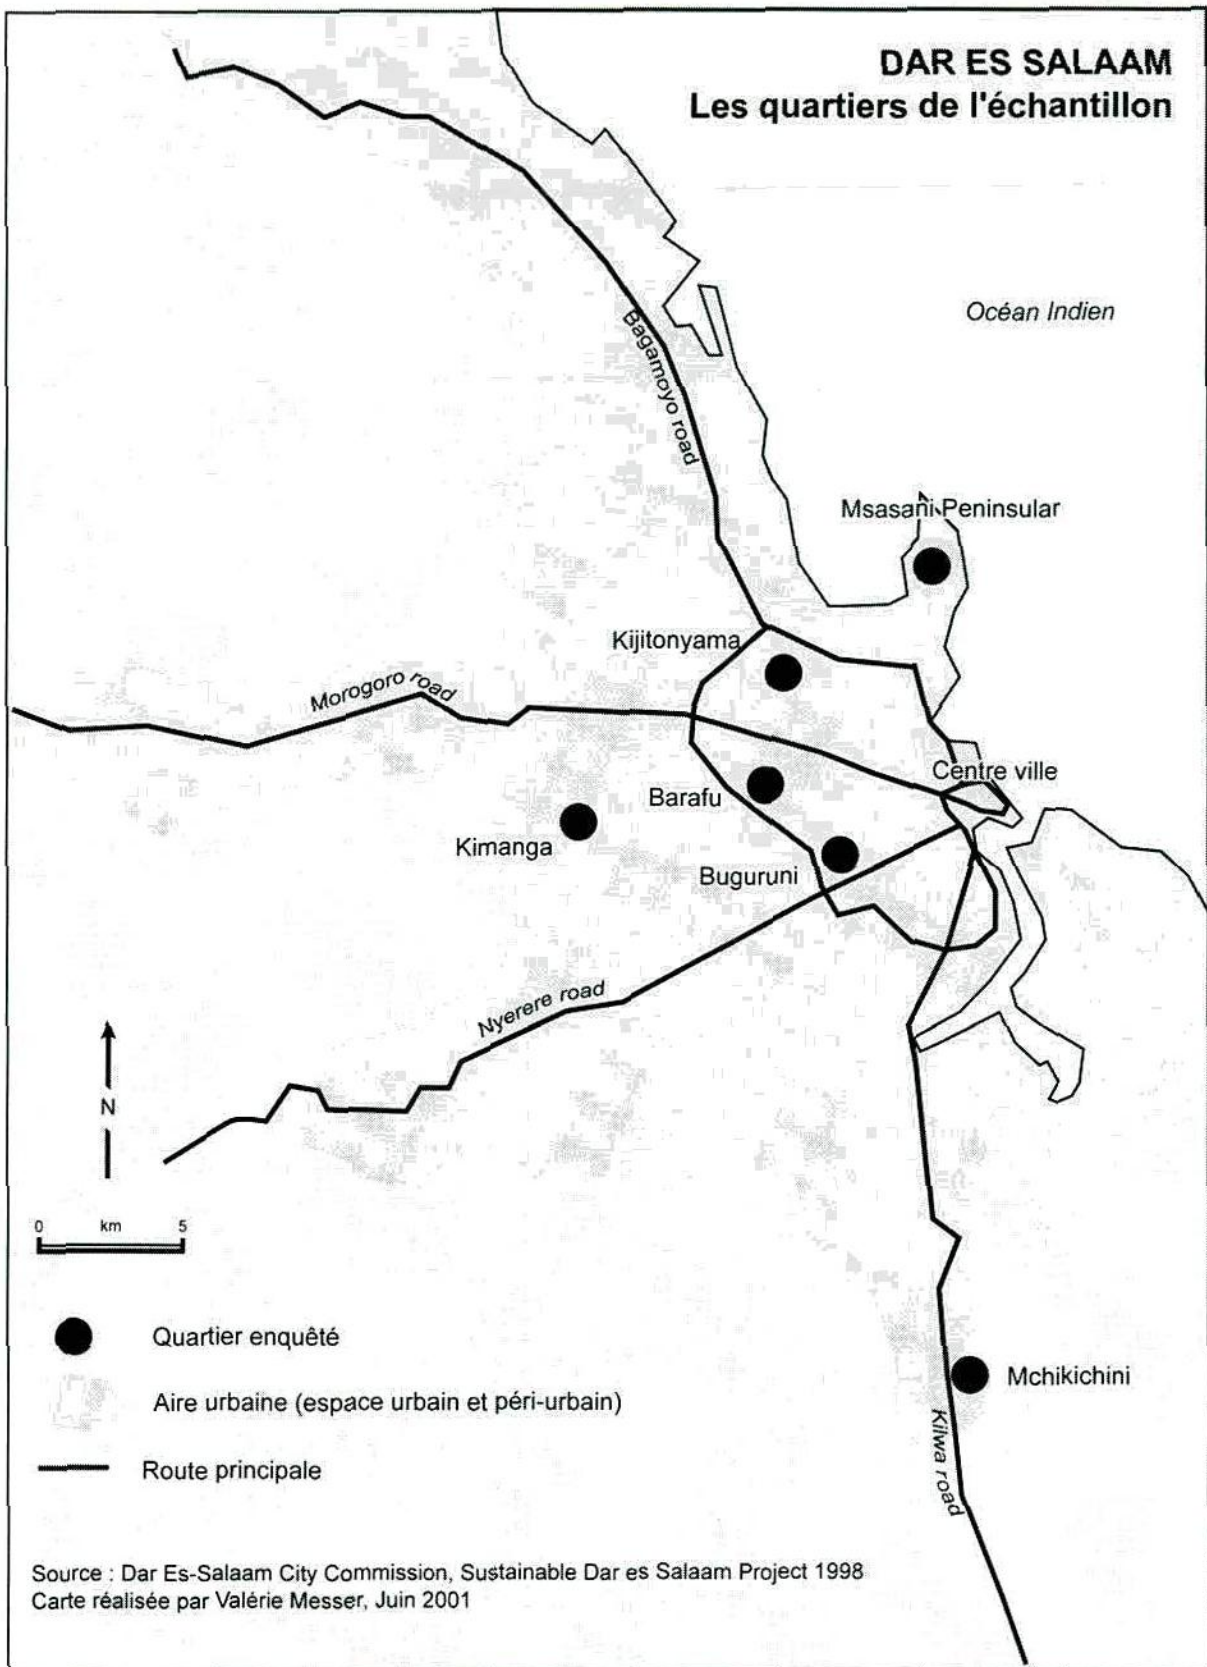 DAR ES SALAAM
Les quartiers de l'échantillon
Océan Indien
Bagamoyo road
Msasani Peninsular
Kijitonyama
Morogoro road
Centre ville
Barafu
Kimanga
Buguruni
Nyerere road
N
0 km 5
Quartier enquêté
Aire urbaine (espace urbain et péri-urbain)
Mchikichini
Kilwa road
Route principale
Source : Dar Es-Salaam City Commission, Sustainable Dar es Salaam Project 1998
Carte réalisée par Valérie Messer, Juin 2001